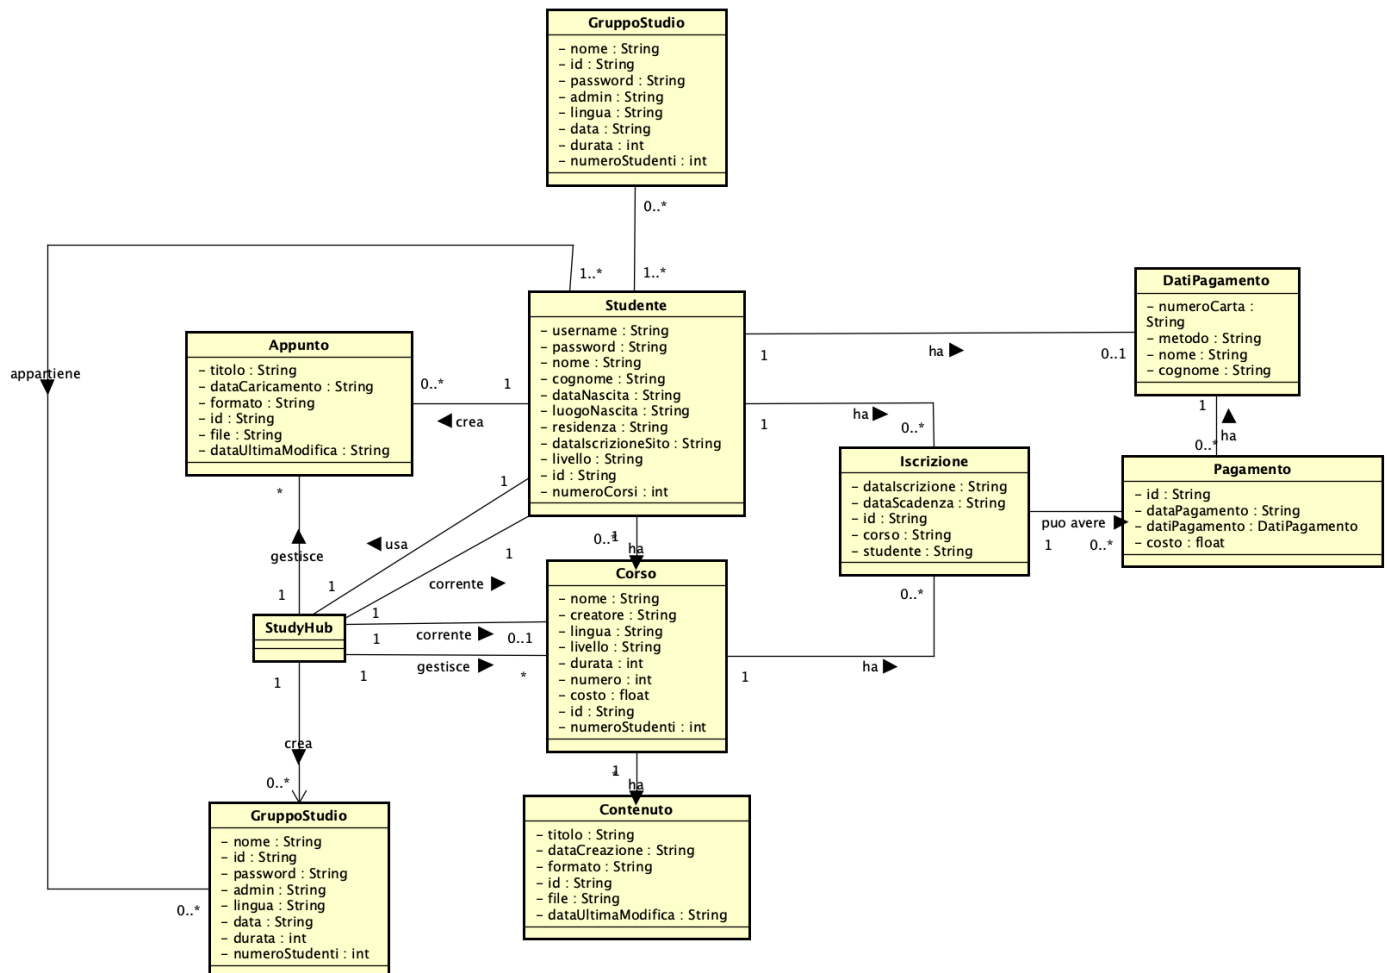 GruppoStudio
– nome : String
– id : String
– password : String
– admin : String
– lingua : String
– data : String
– durata : int
– numeroStudenti : int
0..*
1..*
1..*
appartiene
Studente
– username : String
– password : String
– nome : String
– cognome : String
– dataNascita : String
– luogoNascita : String
– residenza : String
– dataIscrizioneSito : String
– livello : String
– id : String
– numeroCorsi : int
DatiPagamento
– numeroCarta :
String
– metodo : String
– nome : String
– cognome : String
1
ha
0..1
Appunto
– titolo : String
– dataCaricamento : String
– formato : String
– id : String
– file : String
– dataUltimaModifica : String
0..*
1
crea
1
ha
0..*
1
0..*
ha
Iscrizione
– dataIscrizione : String
– dataScadenza : String
– id : String
– corso : String
– studente : String
Pagamento
– id : String
– dataPagamento : String
– datiPagamento : DatiPagamento
– costo : float
puo avere
1
0..*
*
gestisce
1
1
usa
1
1
corrente
1
0..*
1
ha
StudyHub
1
corrente
0..1
1
gestisce
*
Corso
– nome : String
– creatore : String
– lingua : String
– livello : String
– durata : int
– numero : int
– costo : float
– id : String
– numeroStudenti : int
0..*
1
ha
1
crea
0..*
1
*
ha
GruppoStudio
– nome : String
– id : String
– password : String
– admin : String
– lingua : String
– data : String
– durata : int
– numeroStudenti : int
0..*
Contenuto
– titolo : String
– dataCreazione : String
– formato : String
– id : String
– file : String
– dataUltimaModifica : String